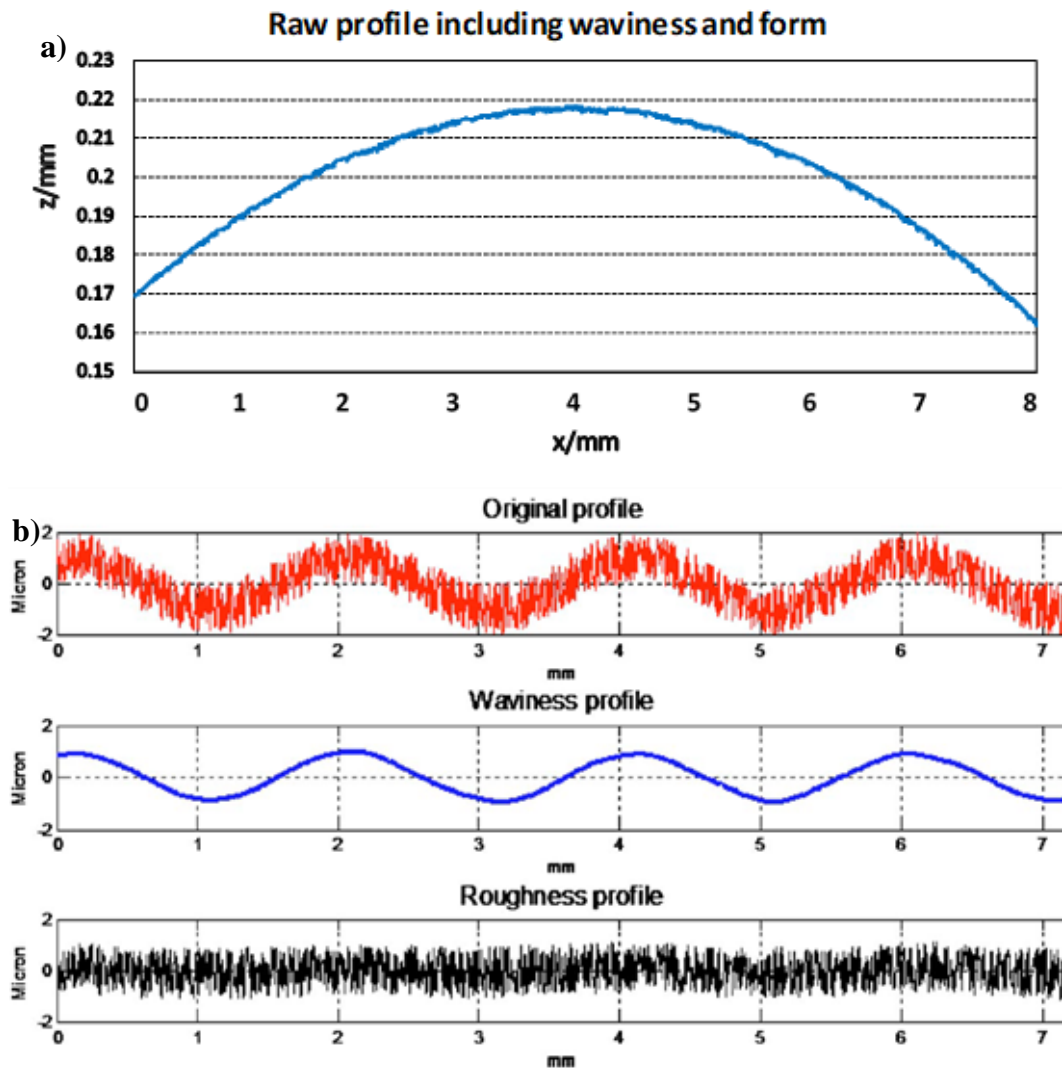 Raw profile including waviness and form
a)
0.23
0.22
0.21
0.2
0.19
0.18
0.17
0.16
0.15
z/mm
0 1 2 3 4 5 6 7 8
x/mm
b)
Original profile
2
0
-2
Micron
0 1 2 3 4 5 6 7
mm
Waviness profile
2
0
-2
Micron
0 1 2 3 4 5 6 7
mm
Roughness profile
2
0
-2
Micron
0 1 2 3 4 5 6 7
mm